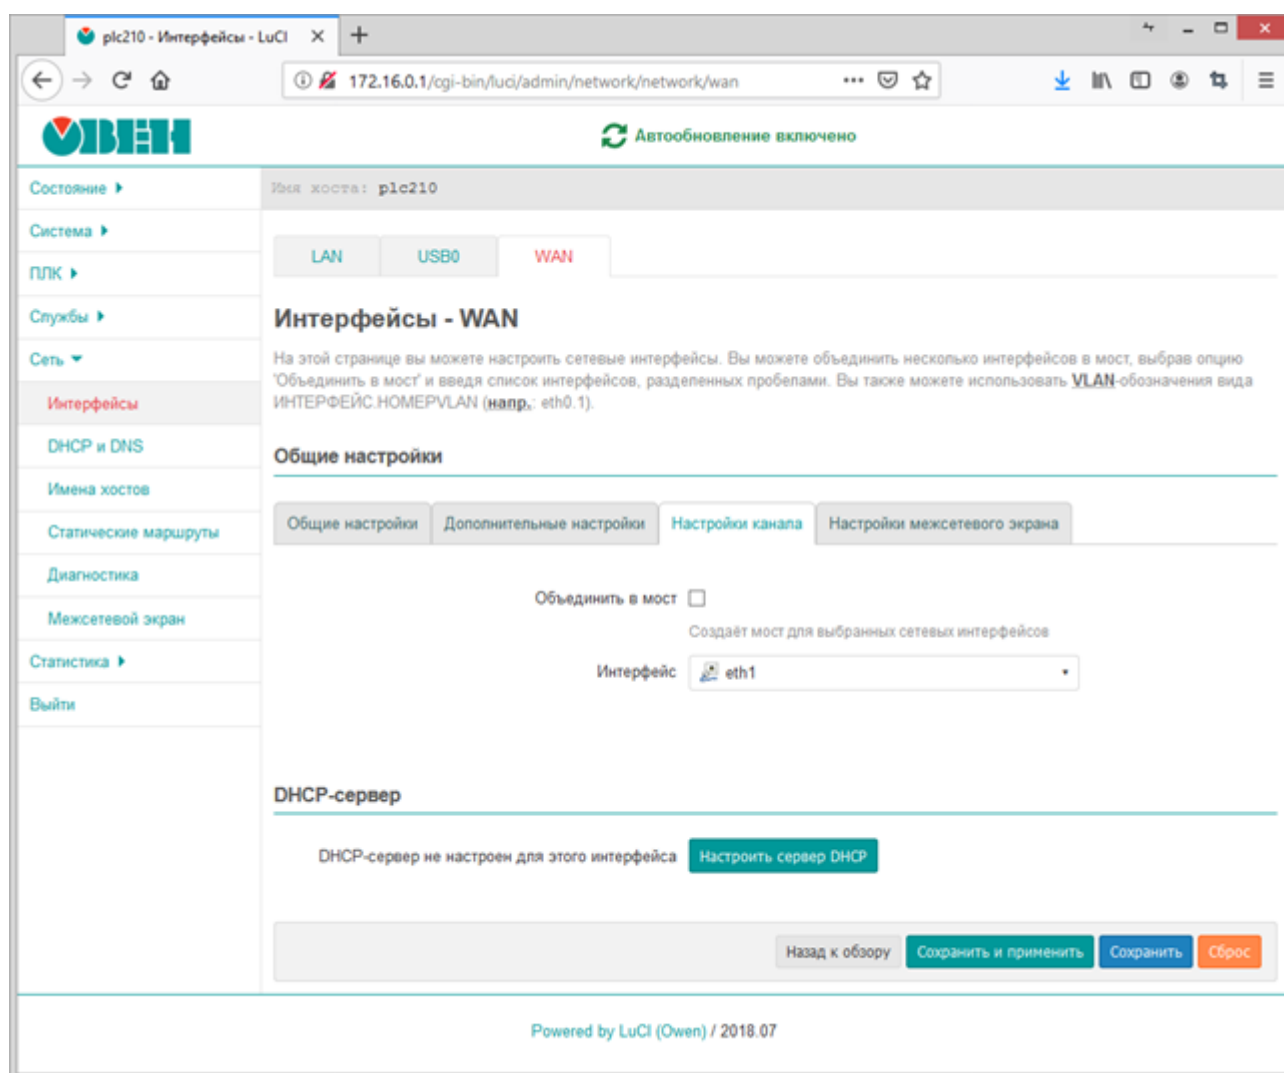 plc210 - Интерфейсы - LuCI
172.16.0.1/cgi-bin/luci/admin/network/network/wan
ОВЕН
Автообновление включено
Состояние
Система
ПЛК
Службы
Сеть
Интерфейсы
DHCP и DNS
Имена хостов
Статические маршруты
Диагностика
Межсетевой экран
Статистика
Выйти
Имя хоста: plc210
LAN USB0 WAN
Интерфейсы - WAN
На этой странице вы можете настроить сетевые интерфейсы. Вы можете объединить несколько интерфейсов в мост, выбрав опцию
'Объединить в мост' и введя список интерфейсов, разделенных пробелами. Вы также можете использовать VLAN-обозначения вида
ИНТЕРФЕЙС.НОМЕРVLAN (напр.: eth0.1).
Общие настройки
Общие настройки Дополнительные настройки Настройки канала Настройки межсетевого экрана
Объединить в мост
Создаёт мост для выбранных сетевых интерфейсов
Интерфейс eth1
DHCP-сервер
DHCP-сервер не настроен для этого интерфейса Настроить сервер DHCP
Назад к обзору Сохранить и применить Сохранить Сброс
Powered by LuCI (Owen) / 2018.07